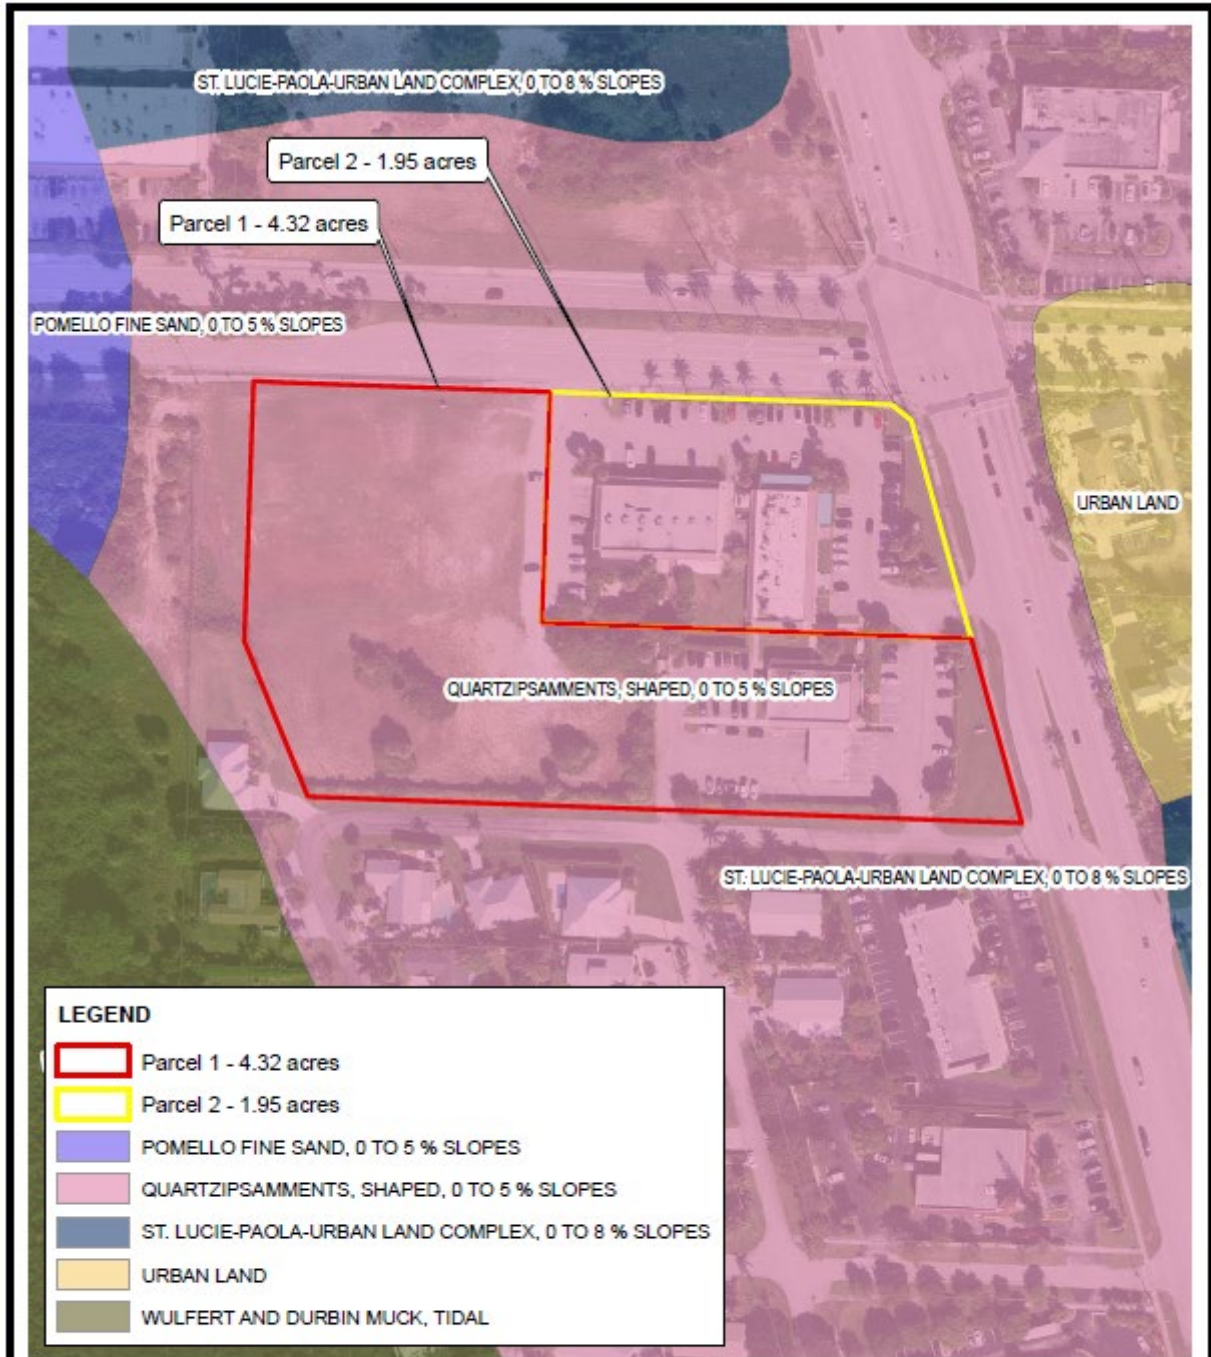 ST. LUCIE-PAOLA-URBAN LAND COMPLEX, 0 TO 8 % SLOPES
Parcel 2 - 1.95 acres
Parcel 1 - 4.32 acres
POMELLO FINE SAND, 0 TO 5 % SLOPES
URBAN LAND
QUARTZIPSAMMENTS, SHAPED, 0 TO 5 % SLOPES
ST. LUCIE-PAOLA-URBAN LAND COMPLEX, 0 TO 8 % SLOPES
LEGEND
Parcel 1 - 4.32 acres
Parcel 2 - 1.95 acres
POMELLO FINE SAND, 0 TO 5 % SLOPES
QUARTZIPSAMMENTS, SHAPED, 0 TO 5 % SLOPES
ST. LUCIE-PAOLA-URBAN LAND COMPLEX, 0 TO 8 % SLOPES
URBAN LAND
WULFERT AND DURBIN MUCK, TIDAL